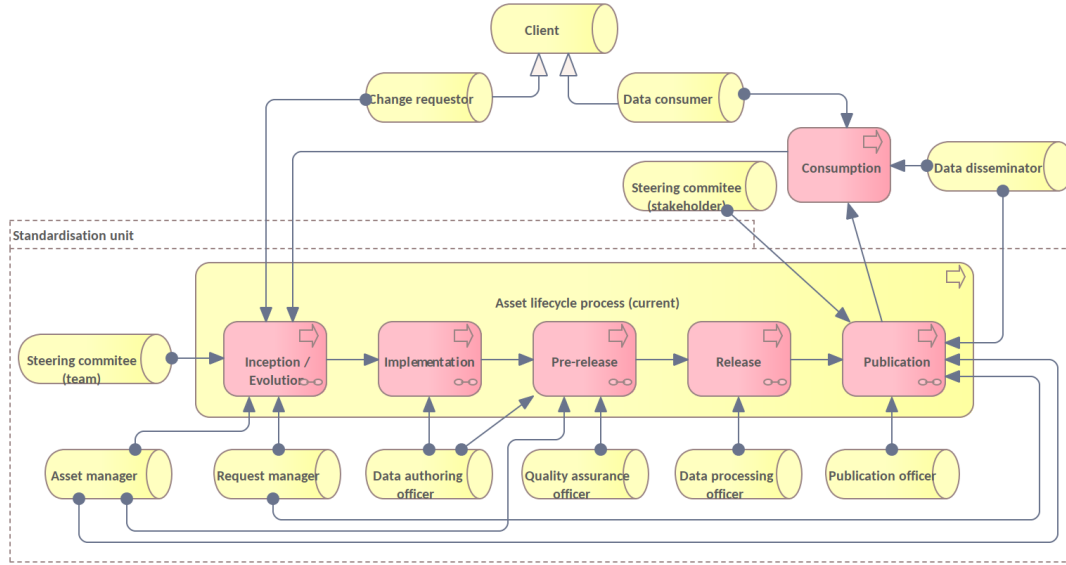 Client
Change requestor
Data consumer
Consumption
Data disseminator
Steering commitee
(stakeholder)
Standardisation unit
Asset lifecycle process (current)
Steering commitee
(team)
Inception /
Evolution
Implementation
Pre-release
Release
Publication
Asset manager
Request manager
Data authoring
officer
Quality assurance
officer
Data processing
officer
Publication officer